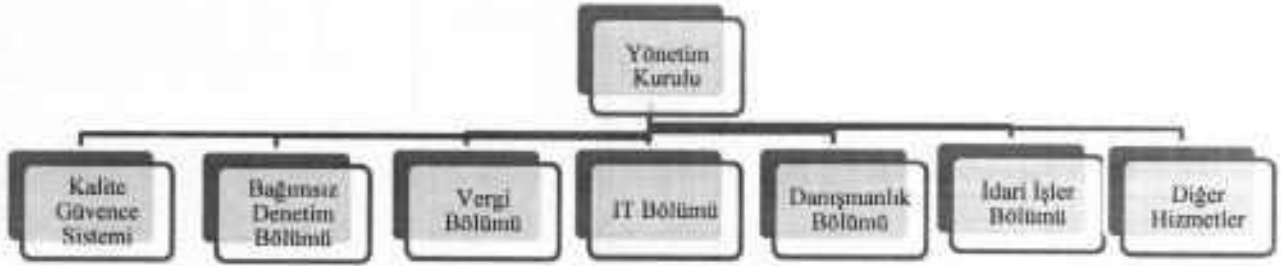 Yönetim
Kurulu
Kalite
Güvence
Sistemi
Bağımsız
Denetim
Bölümü
Vergi
Bölümü
IT Bölümü
Danışmanlık
Bölümü
İdari İşler
Bölümü
Diğer
Hizmetler